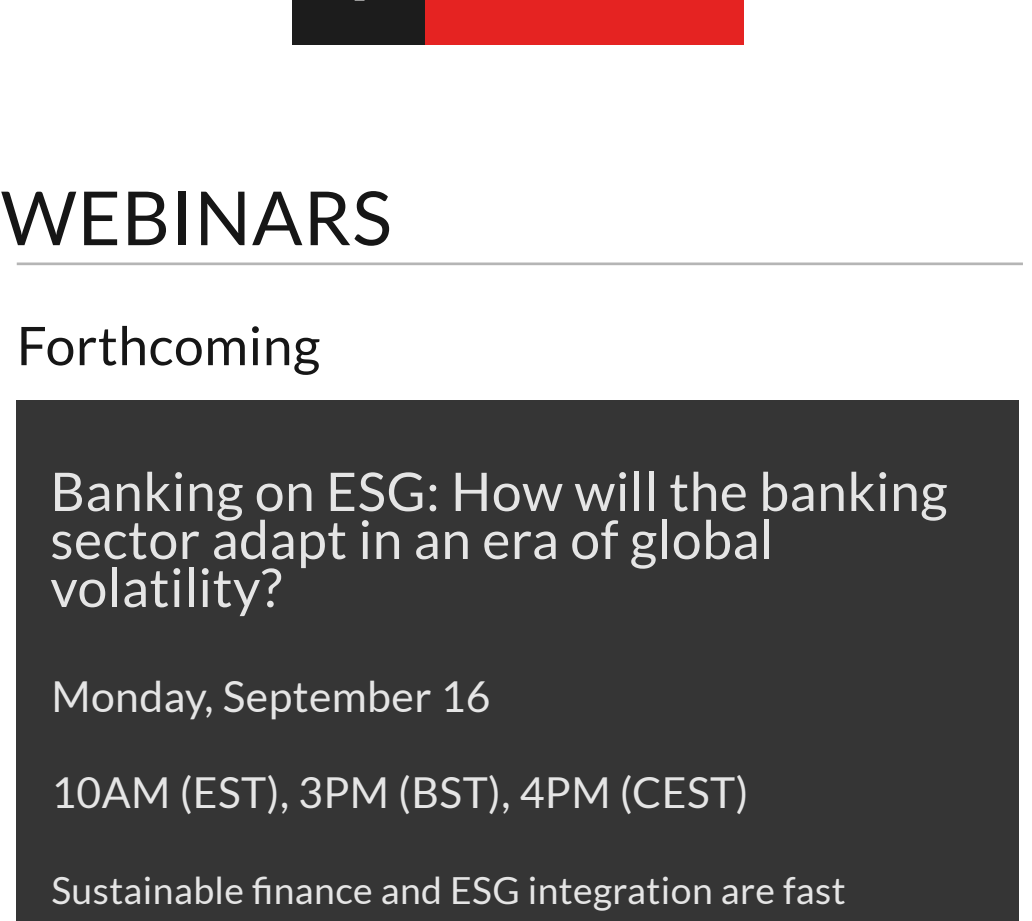 WEBINARS
Forthcoming
Banking on ESG: How will the banking
sector adapt in an era of global
volatility?
Monday, September 16
10AM (EST), 3PM (BST), 4PM (CEST)
Sustainable finance and ESG integration are fast